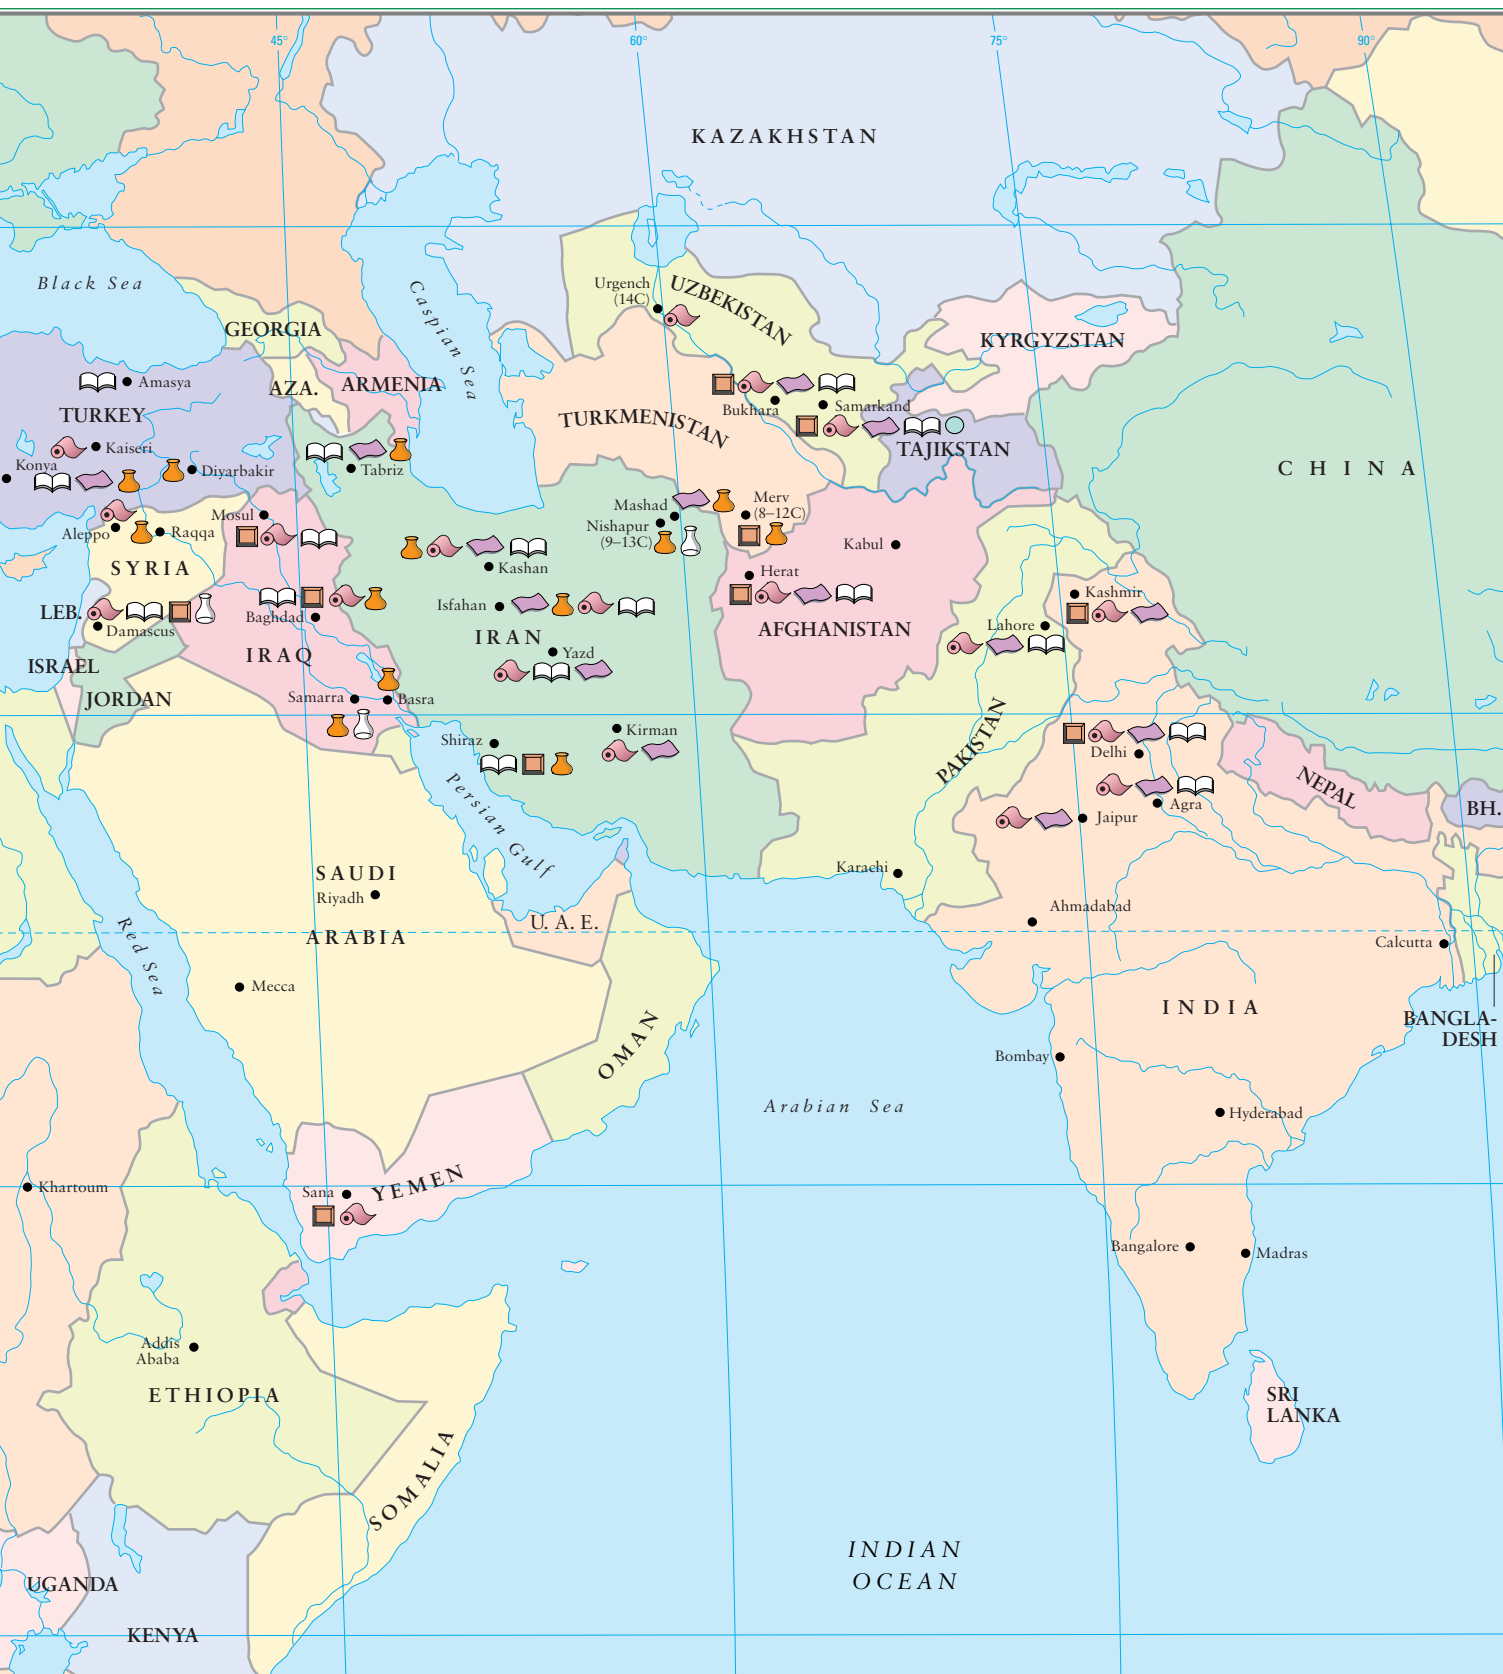 45°
60°
75°
90°
KAZAKHSTAN
Black Sea
Caspian Sea
Urgench
(14C)
UZBEKISTAN
GEORGIA
KYRGYZSTAN
Amasya
AZA.
ARMENIA
TURKEY
Bukhara
Samarkand
TURKMENISTAN
Kaiseri
TAJIKSTAN
Konya
Diyarbakir
Tabriz
CHINA
Mashad
Merv
(8–12C)
Nishapur
(9–13C)
Mosul
Aleppo
Raqqa
Kabul
SYRIA
Kashan
Herat
Kashmir
LEB.
Isfahan
Baghdad
Damascus
Lahore
AFGHANISTAN
IRAN
IRAQ
Yazd
ISRAEL
JORDAN
Samarra
Basra
Kirman
Shiraz
PAKISTAN
Delhi
Persian Gulf
NEPAL
Agra
BH.
Jaipur
SAUDI
Riyadh
Karachi
Ahmadabad
U. A. E.
ARABIA
Calcutta
Red Sea
Mecca
INDIA
BANGLA-
DESH
OMAN
Bombay
Arabian Sea
Hyderabad
Khartoum
Sana
YEMEN
Bangalore
Madras
Addis
Ababa
ETHIOPIA
SRI
LANKA
SOMALIA
INDIAN
OCEAN
UGANDA
KENYA